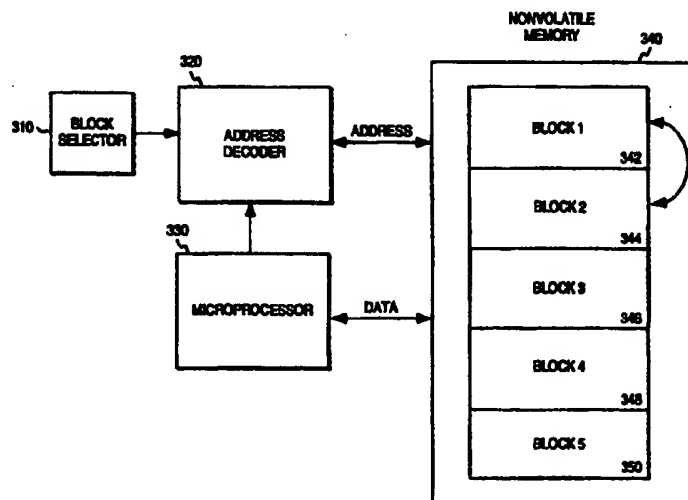 NONVOLATILE
MEMORY
340
320
310
BLOCK
SELECTOR
ADDRESS
DECODER
ADDRESS
BLOCK 1
342
BLOCK 2
344
330
MICROPROCESSOR
DATA
BLOCK 3
346
BLOCK 4
348
BLOCK 5
350